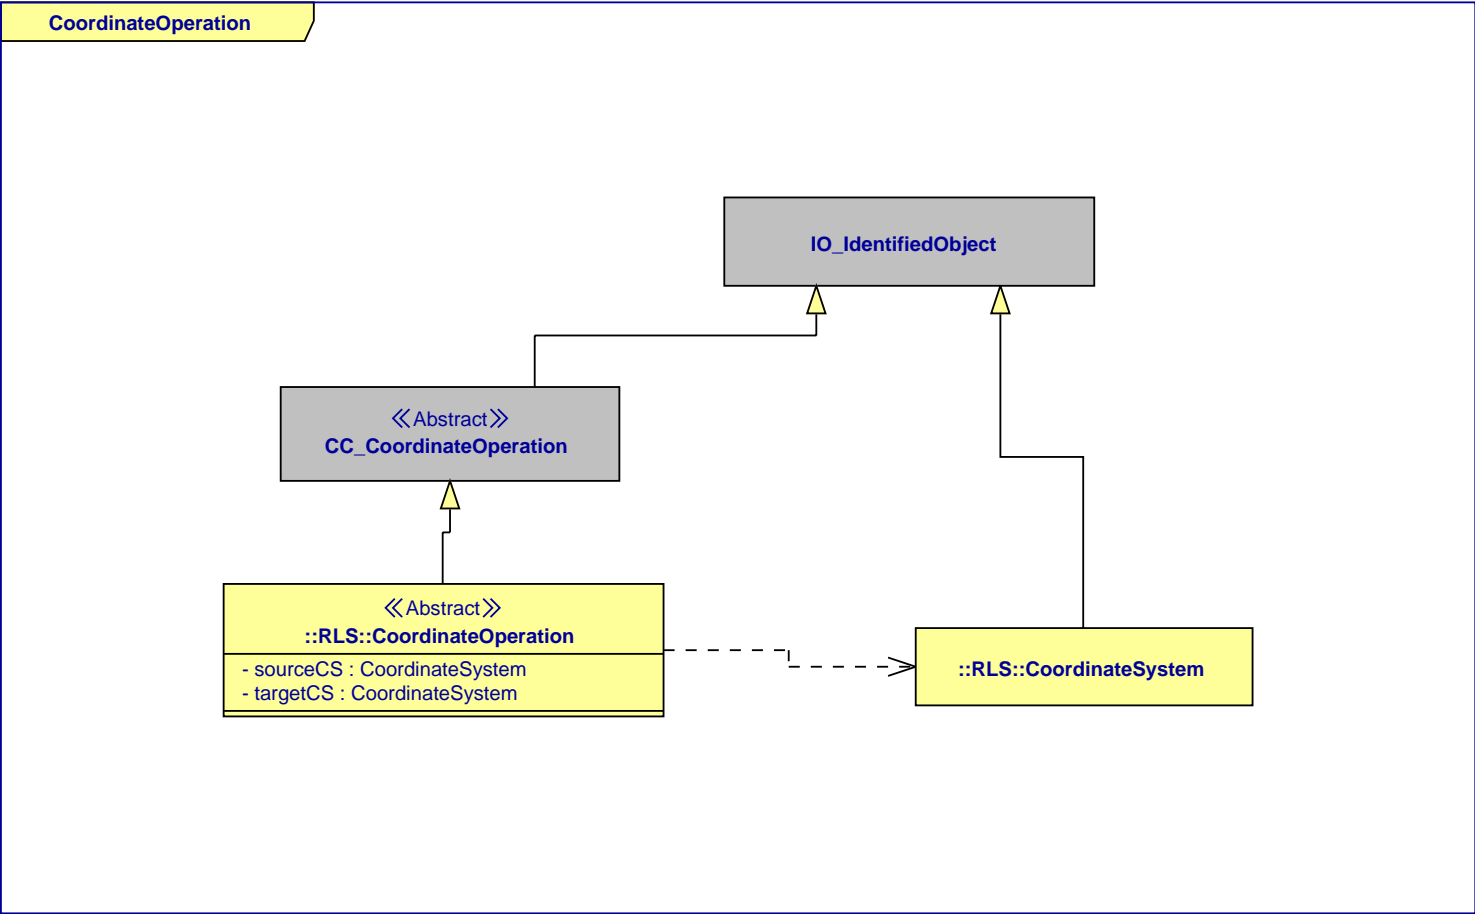 CoordinateOperation
IO_IdentifiedObject
≪Abstract≫
CC_CoordinateOperation
≪Abstract≫
::RLS::CoordinateOperation
- sourceCS : CoordinateSystem
- targetCS : CoordinateSystem
::RLS::CoordinateSystem